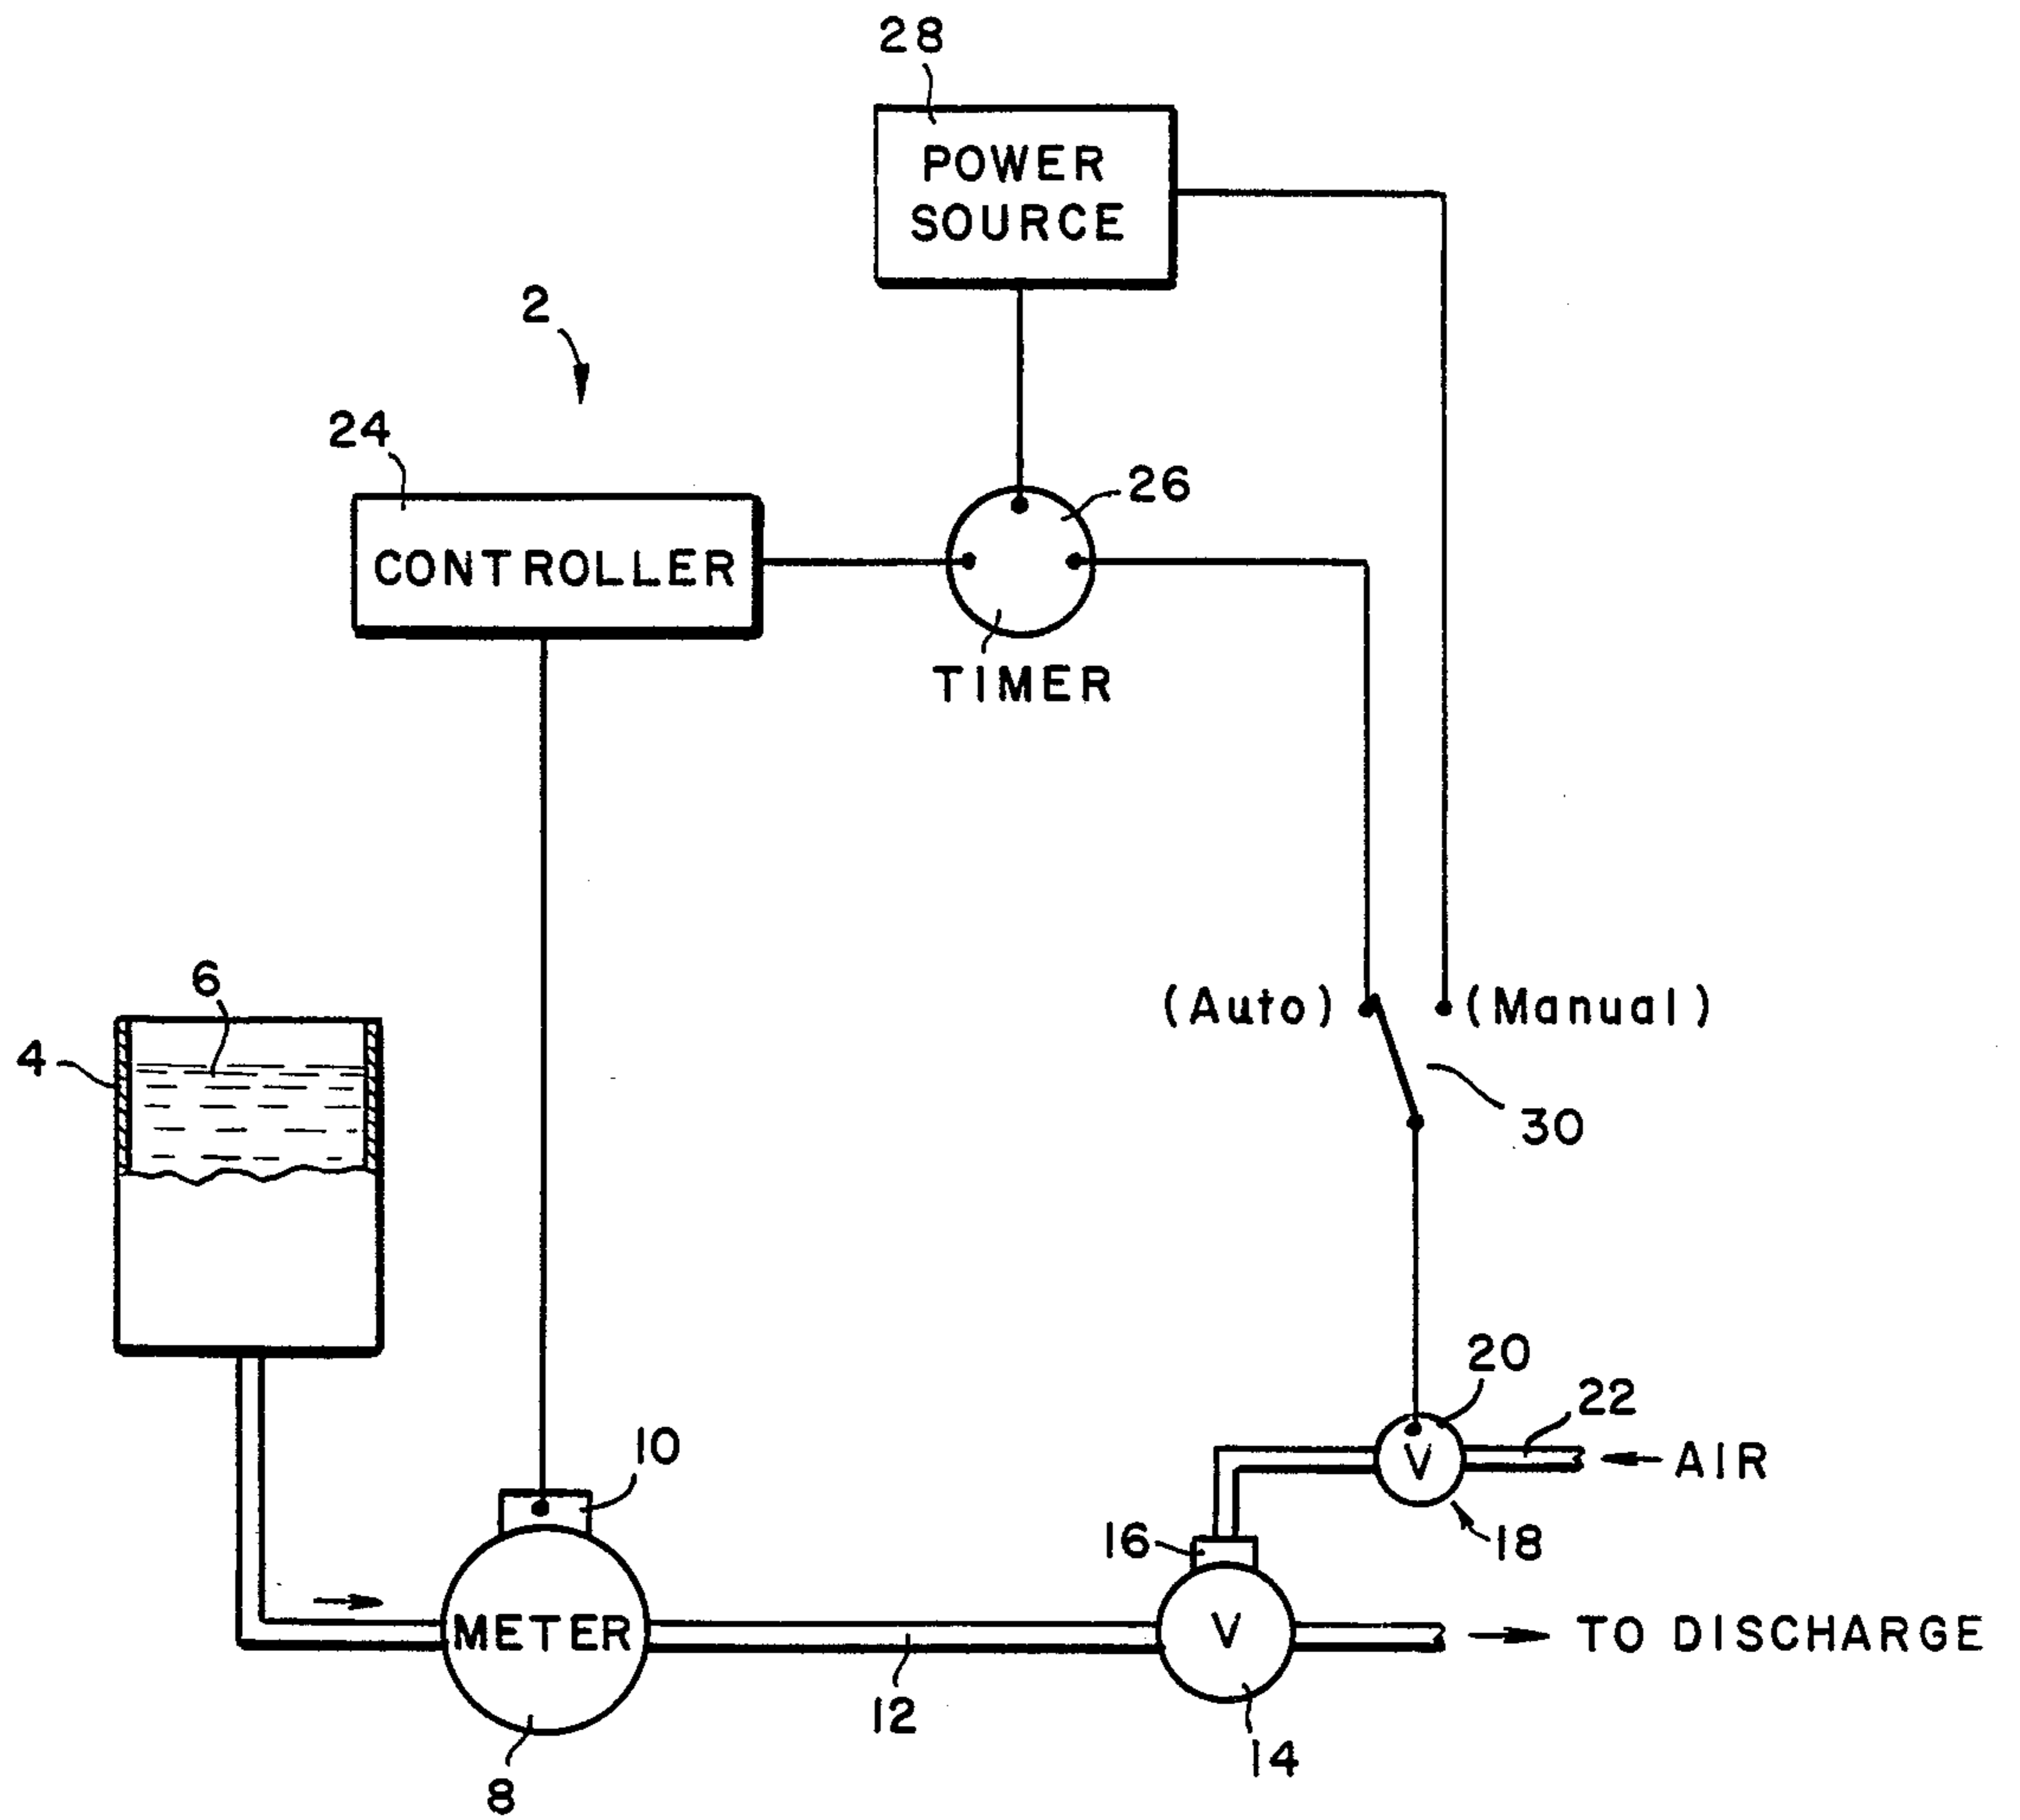 28
POWER
SOURCE
2
24
26
CONTROLLER
TIMER
6
(Auto)
(Manual)
4
30
20
22
10
V
AIR
16
18
METER
V
TO DISCHARGE
12
14
8